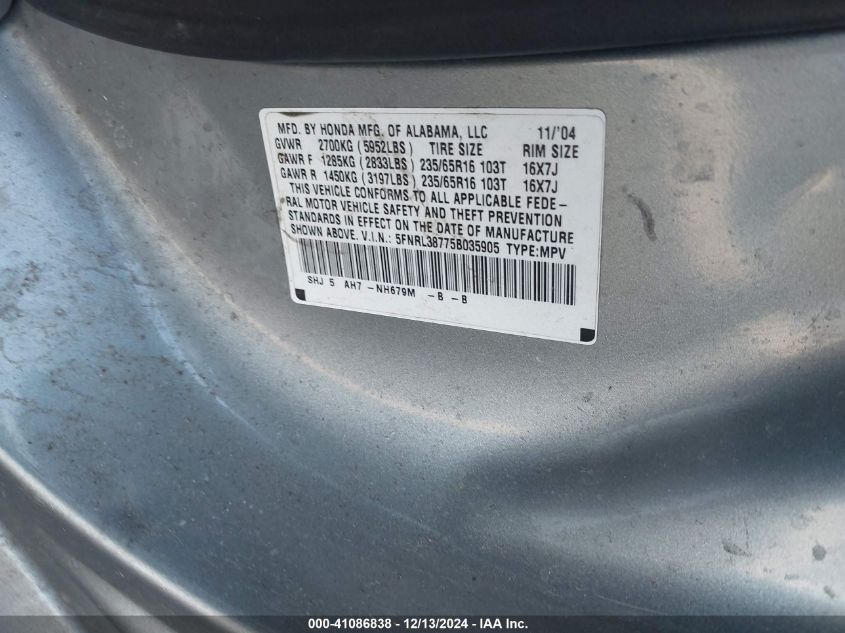 MFD. BY HONDA MFG. OF ALABAMA, LLC 11/'04
GVWR 2700KG (5952LBS) TIRE SIZE RIM SIZE
GAWR F 1285KG (2833LBS) 235/65R16 103T 16X7J
GAWR R 1450KG (3197LBS) 235/65R16 103T 16X7J
THIS VEHICLE CONFORMS TO ALL APPLICABLE FEDE-
RAL MOTOR VEHICLE SAFETY AND THEFT PREVENTION
STANDARDS IN EFFECT ON THE DATE OF MANUFACTURE
SHOWN ABOVE. V.I.N.: 5FNRL38775B035905 TYPE:MPV
SHJ 5 AH7 -NH679M -B -B
000-41086838 - 12/13/2024 - IAA Inc.